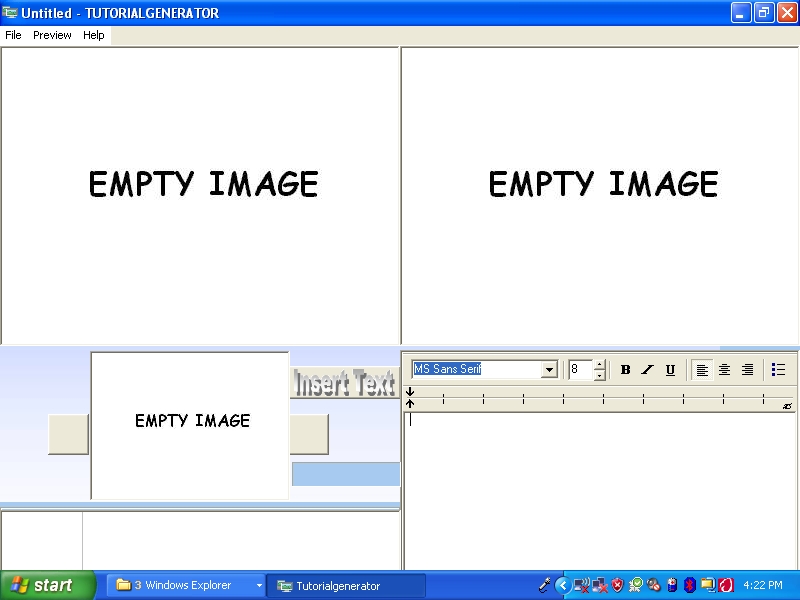 Untitled - TUTORIALGENERATOR
File Preview Help
EMPTY IMAGE EMPTY IMAGE
MS Sans Serif 8 B I U
Insert Text
EMPTY IMAGE
start 3 Windows Explorer Tutorialgenerator 4:22 PM